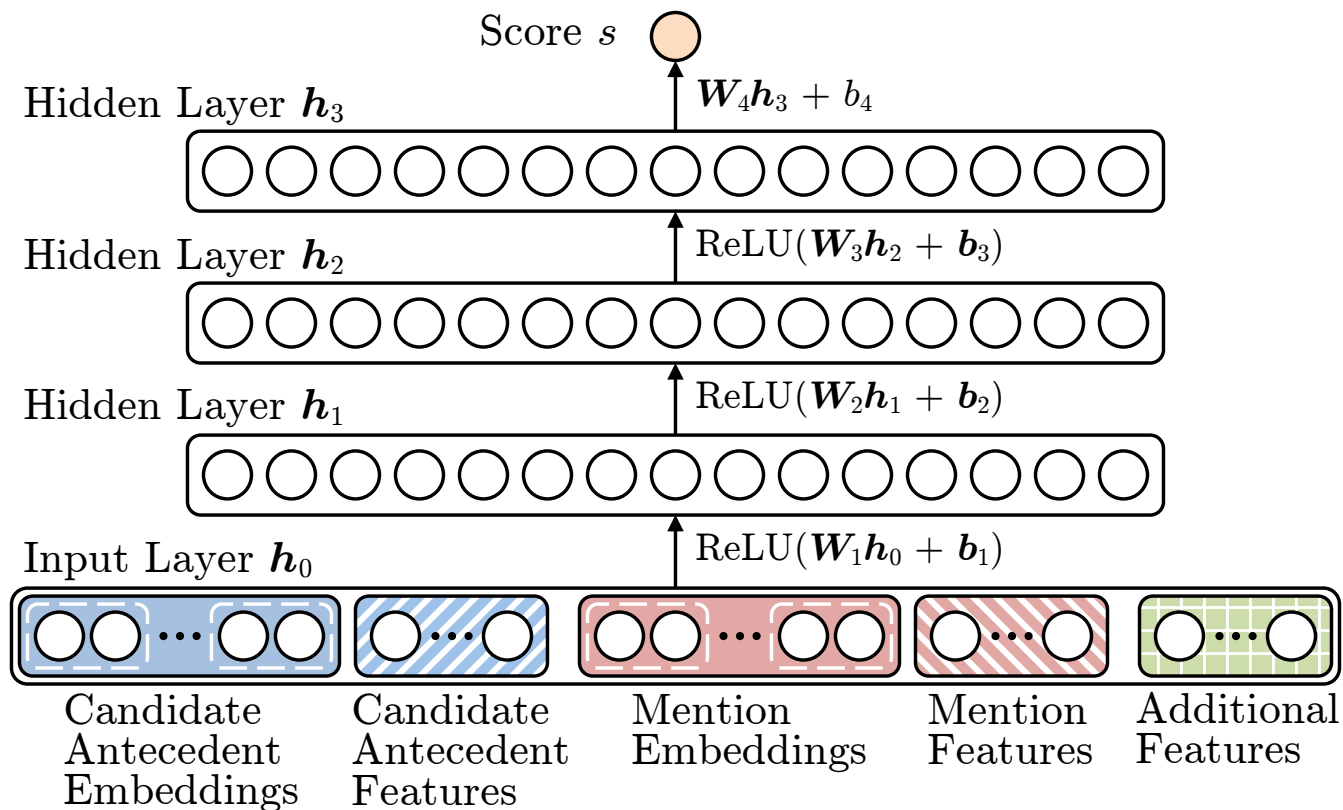 Score s
W₄h₃ + b₄
Hidden Layer h₃
ReLU(W₃h₂ + b₃)
Hidden Layer h₂
ReLU(W₂h₁ + b₂)
Hidden Layer h₁
ReLU(W₁h₀ + b₁)
Input Layer h₀
Candidate
Antecedent
Embeddings
Candidate
Antecedent
Features
Mention
Embeddings
Mention
Features
Additional
Features